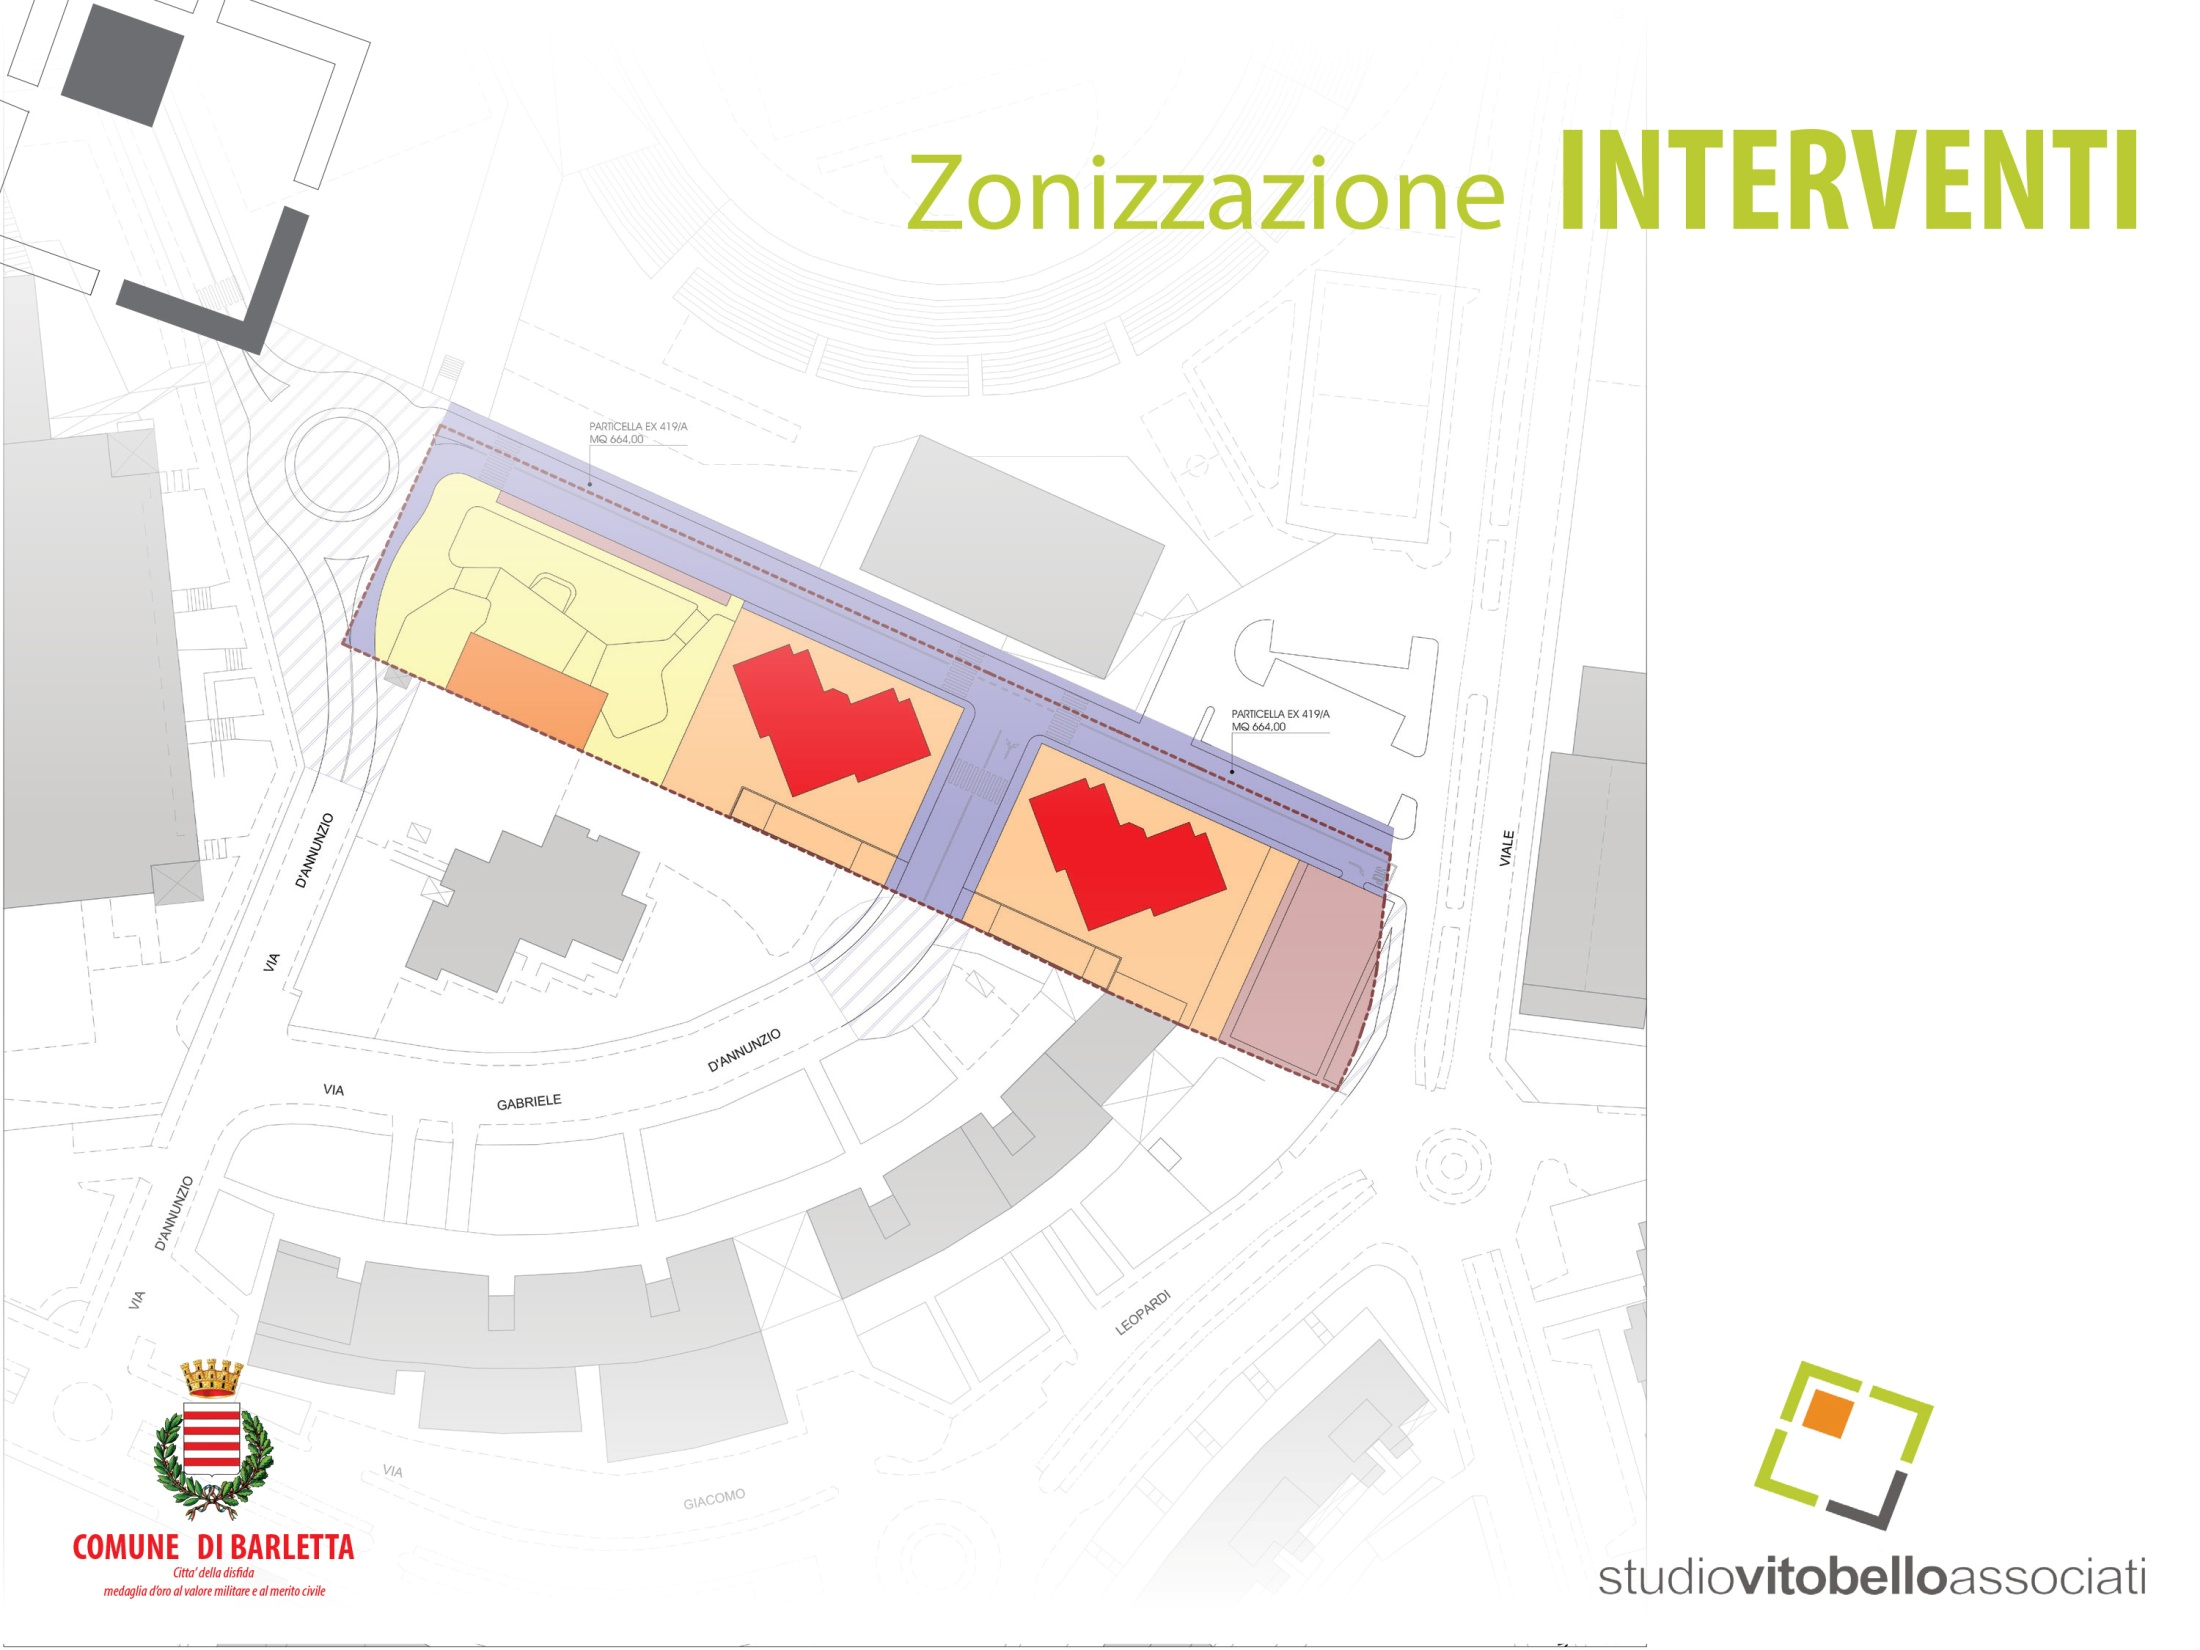 Zonizzazione INTERVENTI
PARTICELLA EX 419/A
MQ 664,00
PARTICELLA EX 419/A
MQ 664,00
VIALE
D'ANNUNZIO
VIA
D'ANNUNZIO
VIA
GABRIELE
D'ANNUNZIO
VIA
LEOPARDI
VIA
GIACOMO
COMUNE DI BARLETTA
Citta' della disfida
medaglia d'oro al valore militare e al merito civile
studiovitobelloassociati